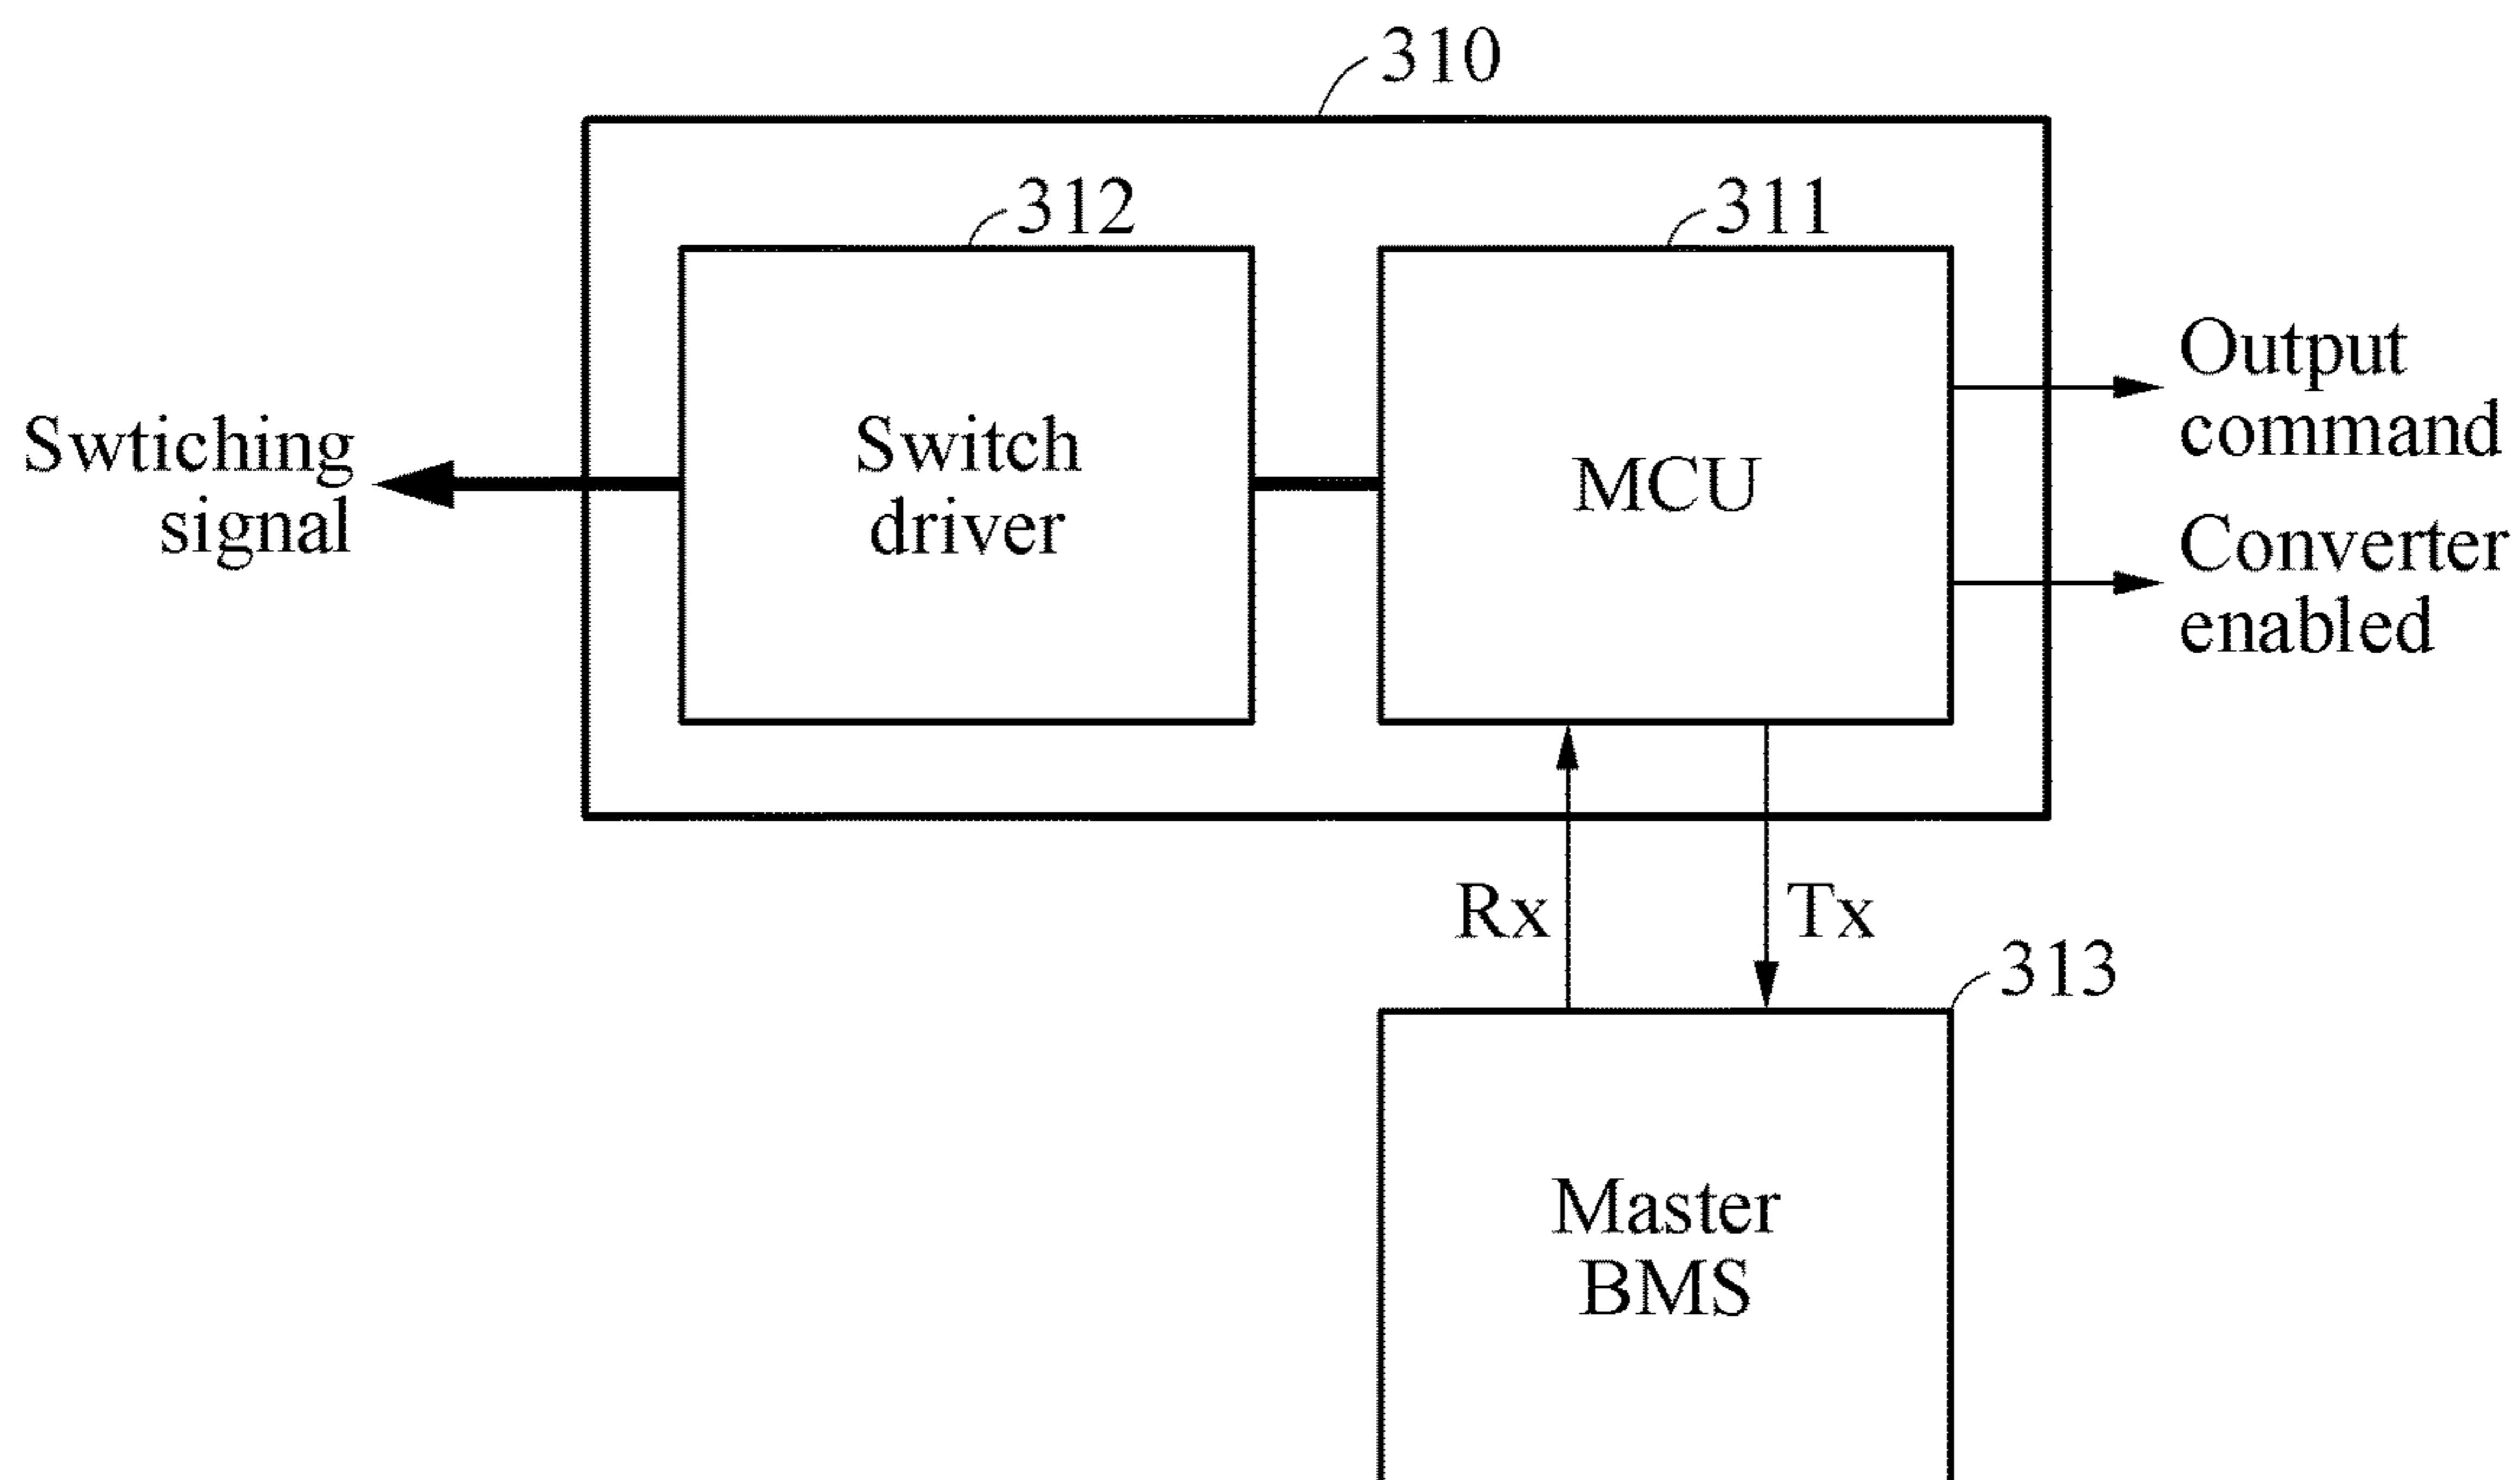 310
312
311
Swtiching
signal
Switch
driver
MCU
Output
command
Converter
enabled
Rx
Tx
313
Master
BMS